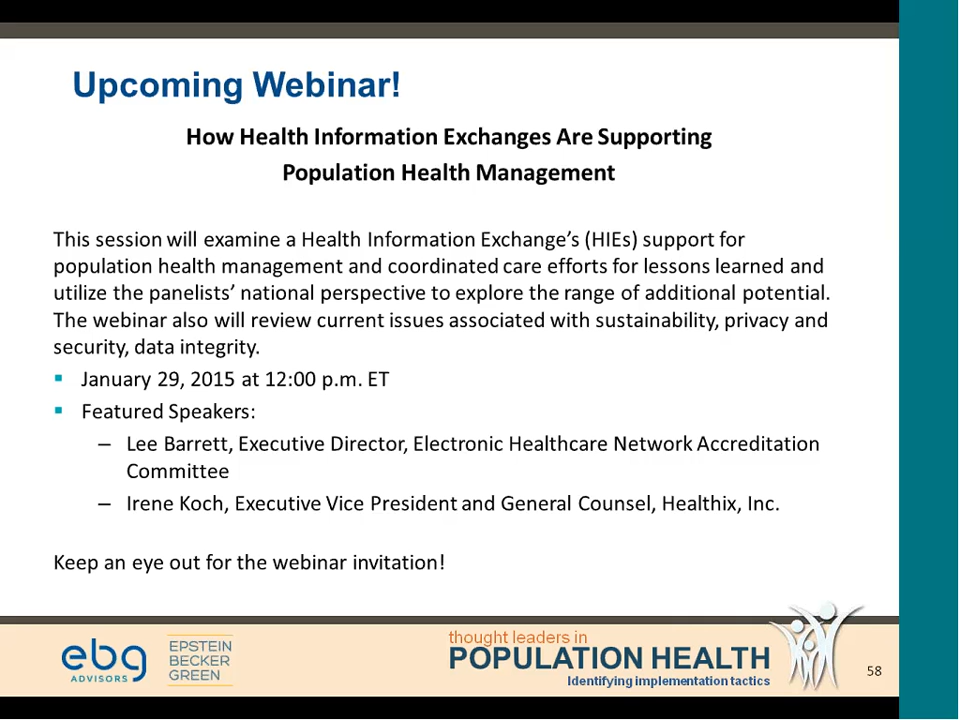 Upcoming Webinar!
How Health Information Exchanges Are Supporting
Population Health Management
This session will examine a Health Information Exchange's (HIEs) support for
population health management and coordinated care efforts for lessons learned and
utilize the panelists' national perspective to explore the range of additional potential.
The webinar also will review current issues associated with sustainability, privacy and
security, data integrity.
▪ January 29, 2015 at 12:00 p.m. ET
▪ Featured Speakers:
– Lee Barrett, Executive Director, Electronic Healthcare Network Accreditation
Committee
– Irene Koch, Executive Vice President and General Counsel, Healthix, Inc.
Keep an eye out for the webinar invitation!
ebg
ADVISORS
EPSTEIN
BECKER
GREEN
thought leaders in
POPULATION HEALTH
Identifying implementation tactics
58